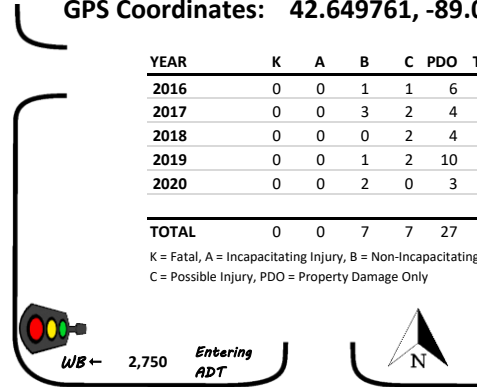 GPS Coordinates: 42.649761, -89.0
YEAR K A B C PDO T
2016 0 0 1 1 6
2017 0 0 3 2 4
2018 0 0 0 2 4
2019 0 0 1 2 10
2020 0 0 2 0 3
TOTAL 0 0 7 7 27
K = Fatal, A = Incapacitating Injury, B = Non-Incapacitating
C = Possible Injury, PDO = Property Damage Only
WB ← 2,750 Entering
ADT
N